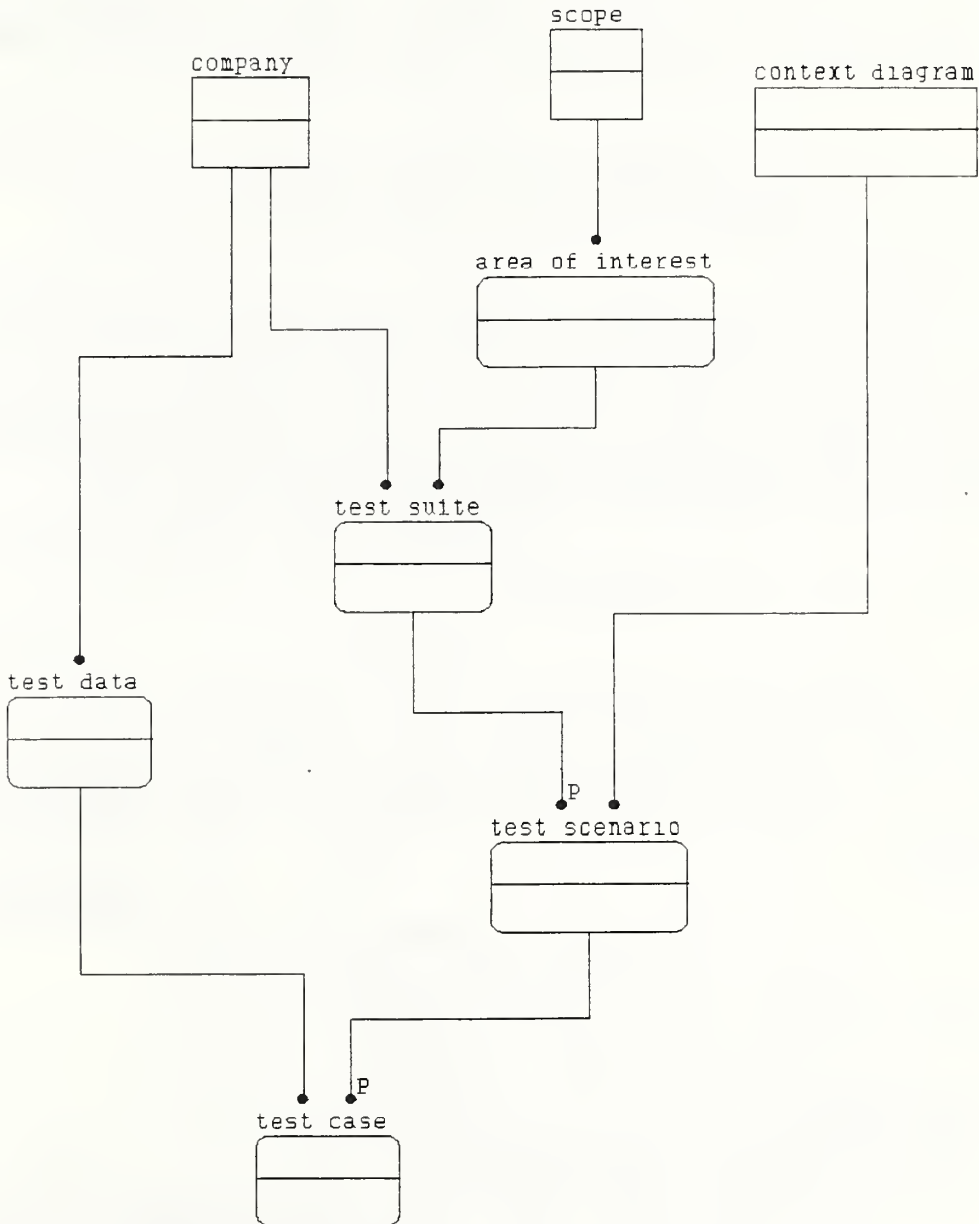 scope
company
context diagram
area of interest
test suite
test data
p
test scenario
p
test case